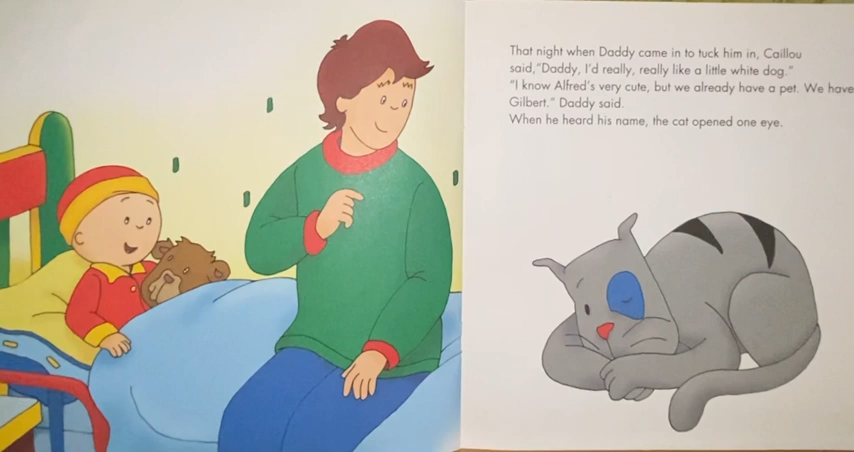 That night when Daddy came in to tuck him in, Caillou
said,"Daddy, I'd really, really like a little white dog."
"I know Alfred's very cute, but we already have a pet. We have
Gilbert." Daddy said.
When he heard his name, the cat opened one eye.